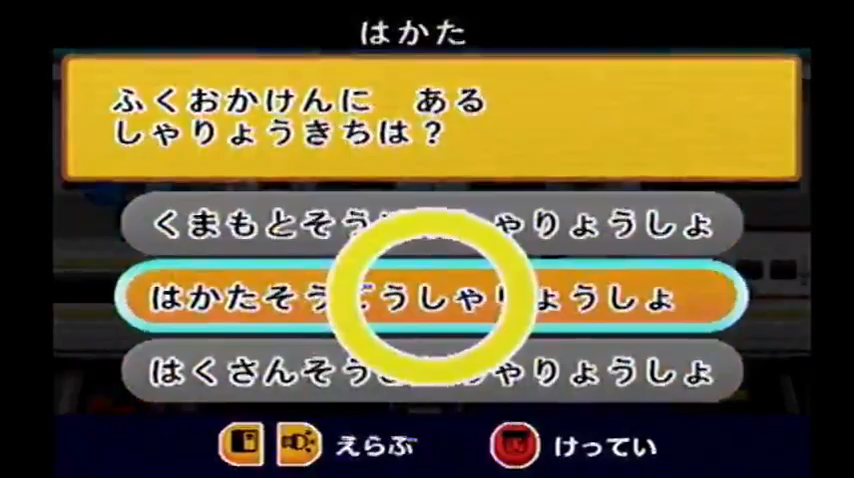 はかた
ふくおかけんに　ある
しゃりょうきちは？
くまもとそう ゃりょうしょ
はかたそうごうしゃりょうしょ
はくさんそう ゃりょうしょ
えらぶ けってい